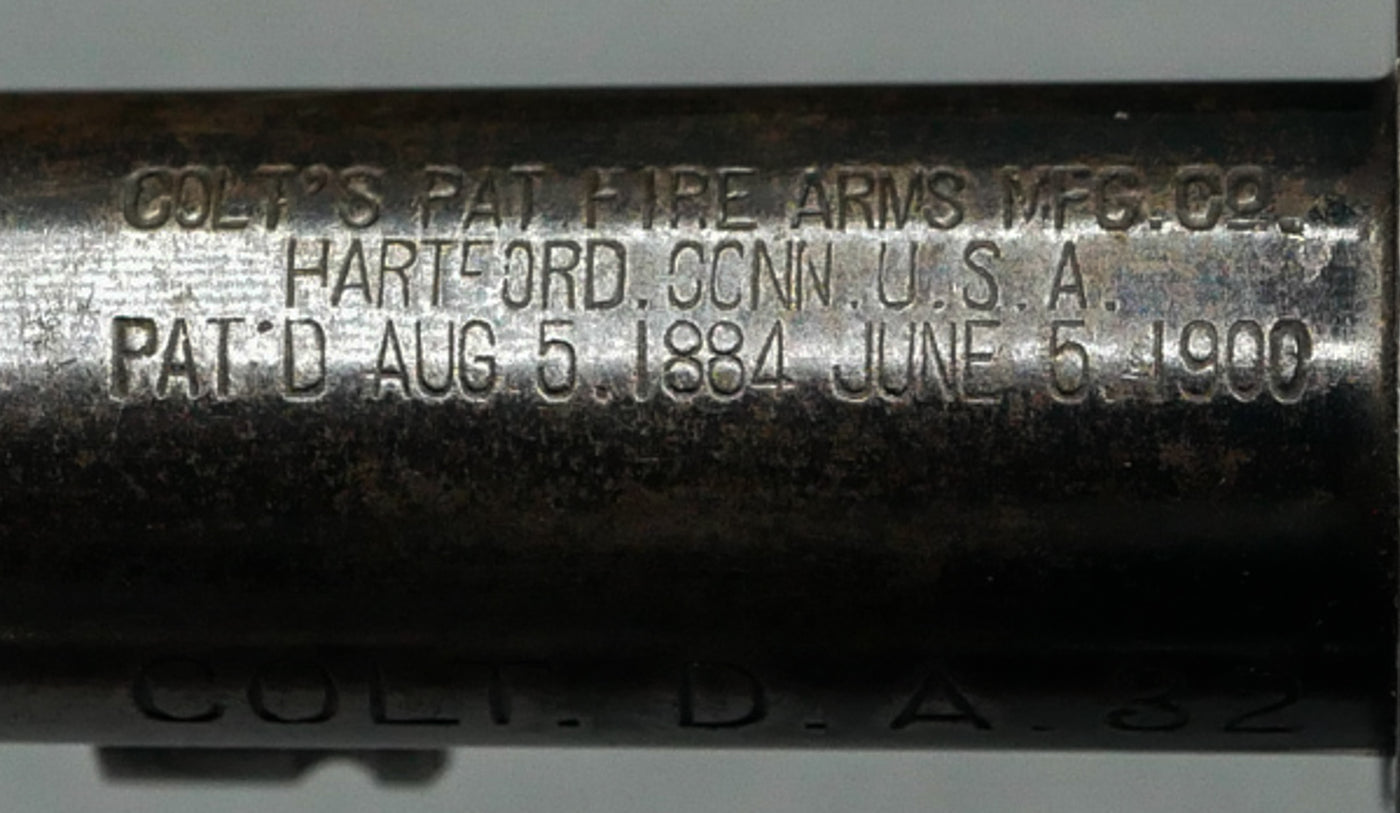 COLT'S PAT FIRE ARMS MFG.Co.
HARTFORD.CONN.U.S.A.
PAT'D AUG 5.1884 JUNE 5.1900
COLT. D. A. 32